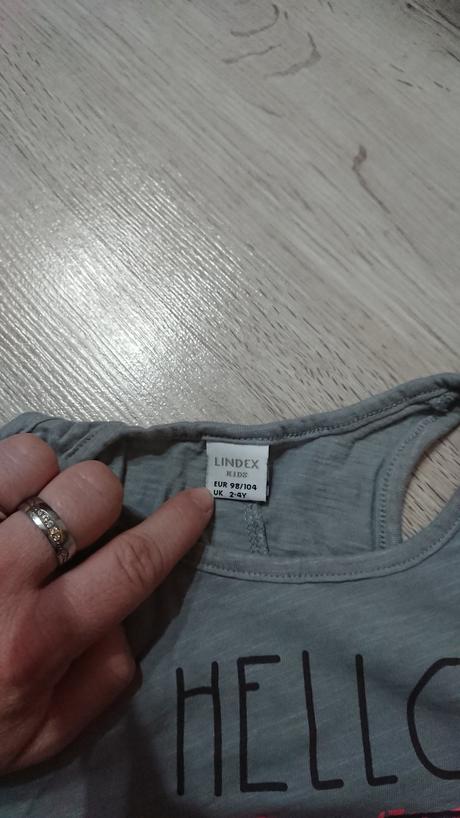 LINDEX
KIDS
EUR 98/104
UK 2-4Y
HELLO